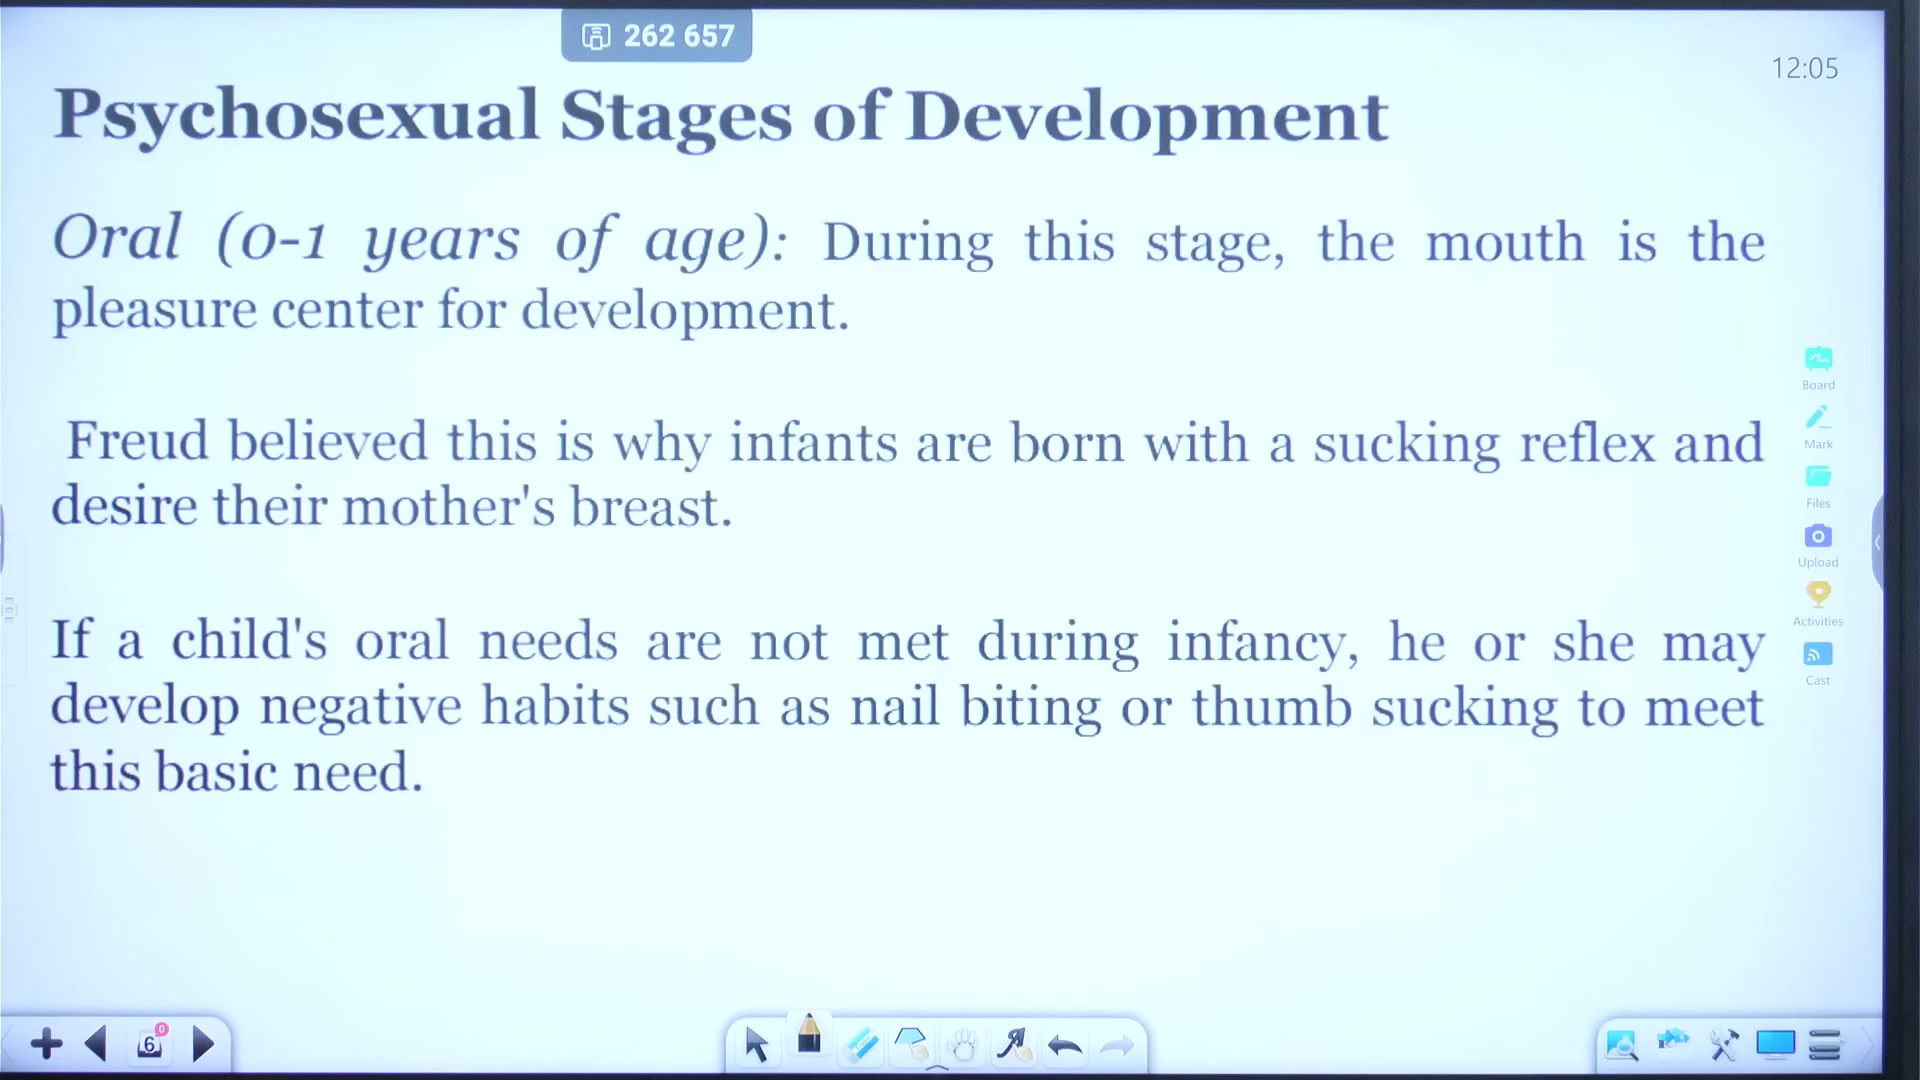 262 657
12:05
Psychosexual Stages of Development
Oral (0-1 years of age): During this stage, the mouth is the
pleasure center for development.
Freud believed this is why infants are born with a sucking reflex and
desire their mother's breast.
If a child's oral needs are not met during infancy, he or she may
develop negative habits such as nail biting or thumb sucking to meet
this basic need.
Board
Mark
Files
Upload
Activities
Cast
6
0